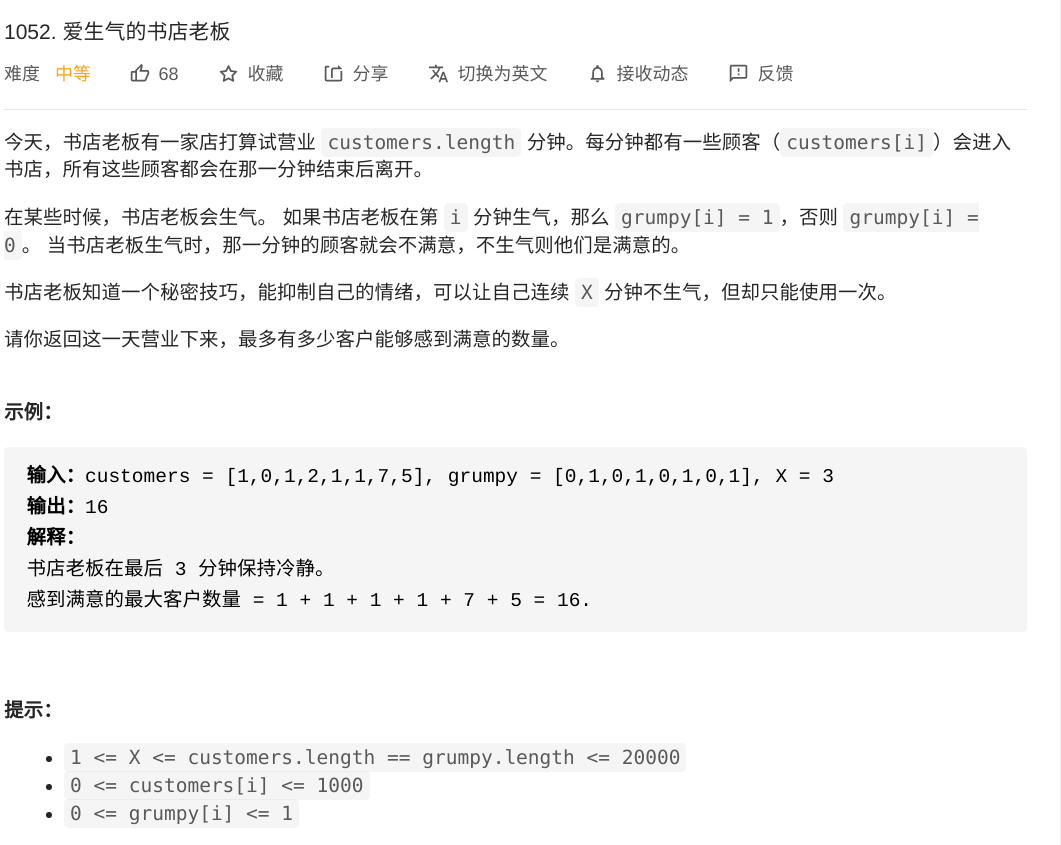 1052. 爱生气的书店老板
难度 中等 68 收藏 分享 切换为英文 接收动态 反馈
今天，书店老板有一家店打算试营业 customers.length 分钟。每分钟都有一些顾客（customers[i]）会进入
书店，所有这些顾客都会在那一分钟结束后离开。
在某些时候，书店老板会生气。 如果书店老板在第 i 分钟生气，那么 grumpy[i] = 1，否则 grumpy[i] =
0。 当书店老板生气时，那一分钟的顾客就会不满意，不生气则他们是满意的。
书店老板知道一个秘密技巧，能抑制自己的情绪，可以让自己连续 X 分钟不生气，但却只能使用一次。
请你返回这一天营业下来，最多有多少客户能够感到满意的数量。
示例：
输入：customers = [1,0,1,2,1,1,7,5], grumpy = [0,1,0,1,0,1,0,1], X = 3
输出：16
解释：
书店老板在最后 3 分钟保持冷静。
感到满意的最大客户数量 = 1 + 1 + 1 + 1 + 7 + 5 = 16.
提示：
• 1 <= X <= customers.length == grumpy.length <= 20000
• 0 <= customers[i] <= 1000
• 0 <= grumpy[i] <= 1